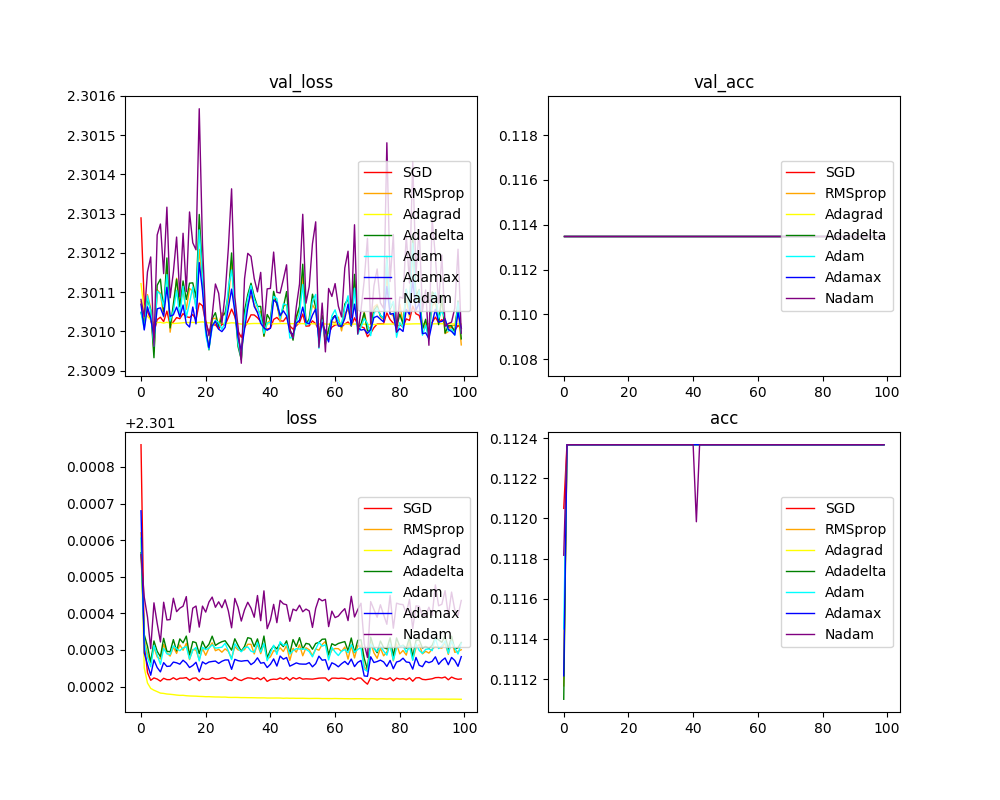 val_loss
2.3016
2.3015
2.3014
2.3013
2.3012
2.3011
2.3010
2.3009
0 20 40 60 80 100
SGD
RMSprop
Adagrad
Adadelta
Adam
Adamax
Nadam
val_acc
0.118
0.116
0.114
0.112
0.110
0.108
0 20 40 60 80 100
SGD
RMSprop
Adagrad
Adadelta
Adam
Adamax
Nadam
loss
+2.301
0.0008
0.0007
0.0006
0.0005
0.0004
0.0003
0.0002
0 20 40 60 80 100
SGD
RMSprop
Adagrad
Adadelta
Adam
Adamax
Nadam
acc
0.1124
0.1122
0.1120
0.1118
0.1116
0.1114
0.1112
0 20 40 60 80 100
SGD
RMSprop
Adagrad
Adadelta
Adam
Adamax
Nadam